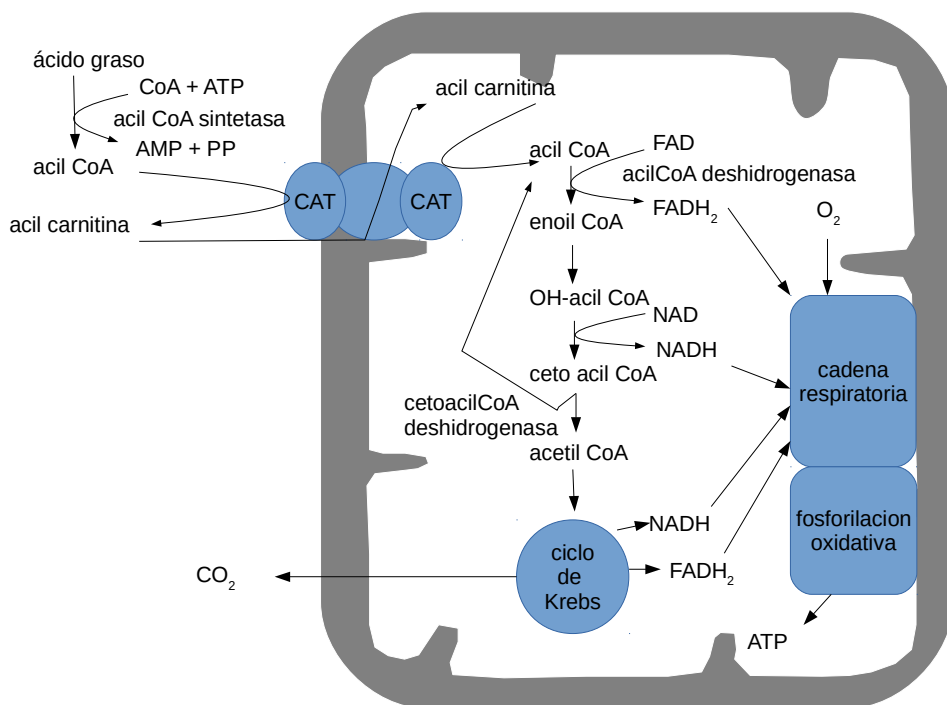 ácido graso
CoA + ATP
acil CoA sintetasa
AMP + PP
acil CoA
acil carnitina
CAT
CAT
acil carnitina
acil CoA
FAD
acilCoA deshidrogenasa
FADH₂
enoil CoA
O₂
OH-acil CoA
NAD
NADH
ceto acil CoA
cetoacilCoA
deshidrogenasa
acetil CoA
cadena
respiratoria
NADH
FADH₂
fosforilacion
oxidativa
ciclo
de
Krebs
CO₂
ATP